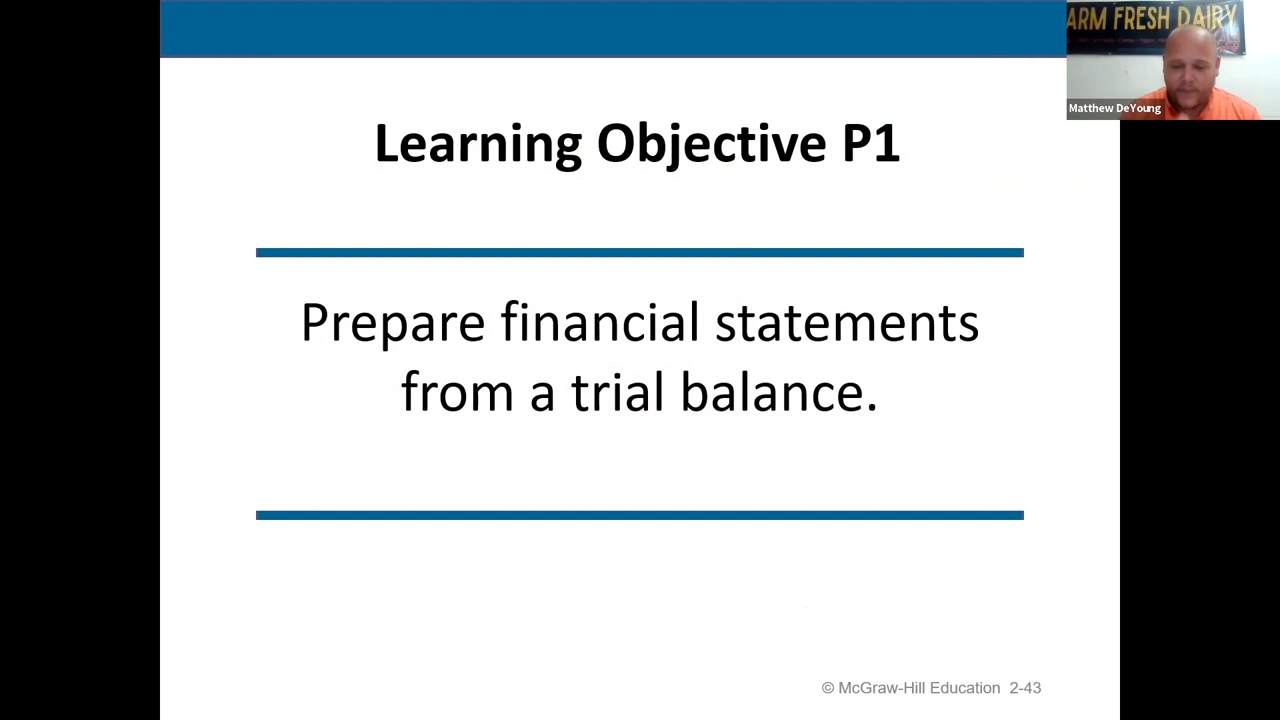 ARM FRESH DAIRY
Matthew DeYoung
Learning Objective P1
Prepare financial statements
from a trial balance.
© McGraw-Hill Education 2-43